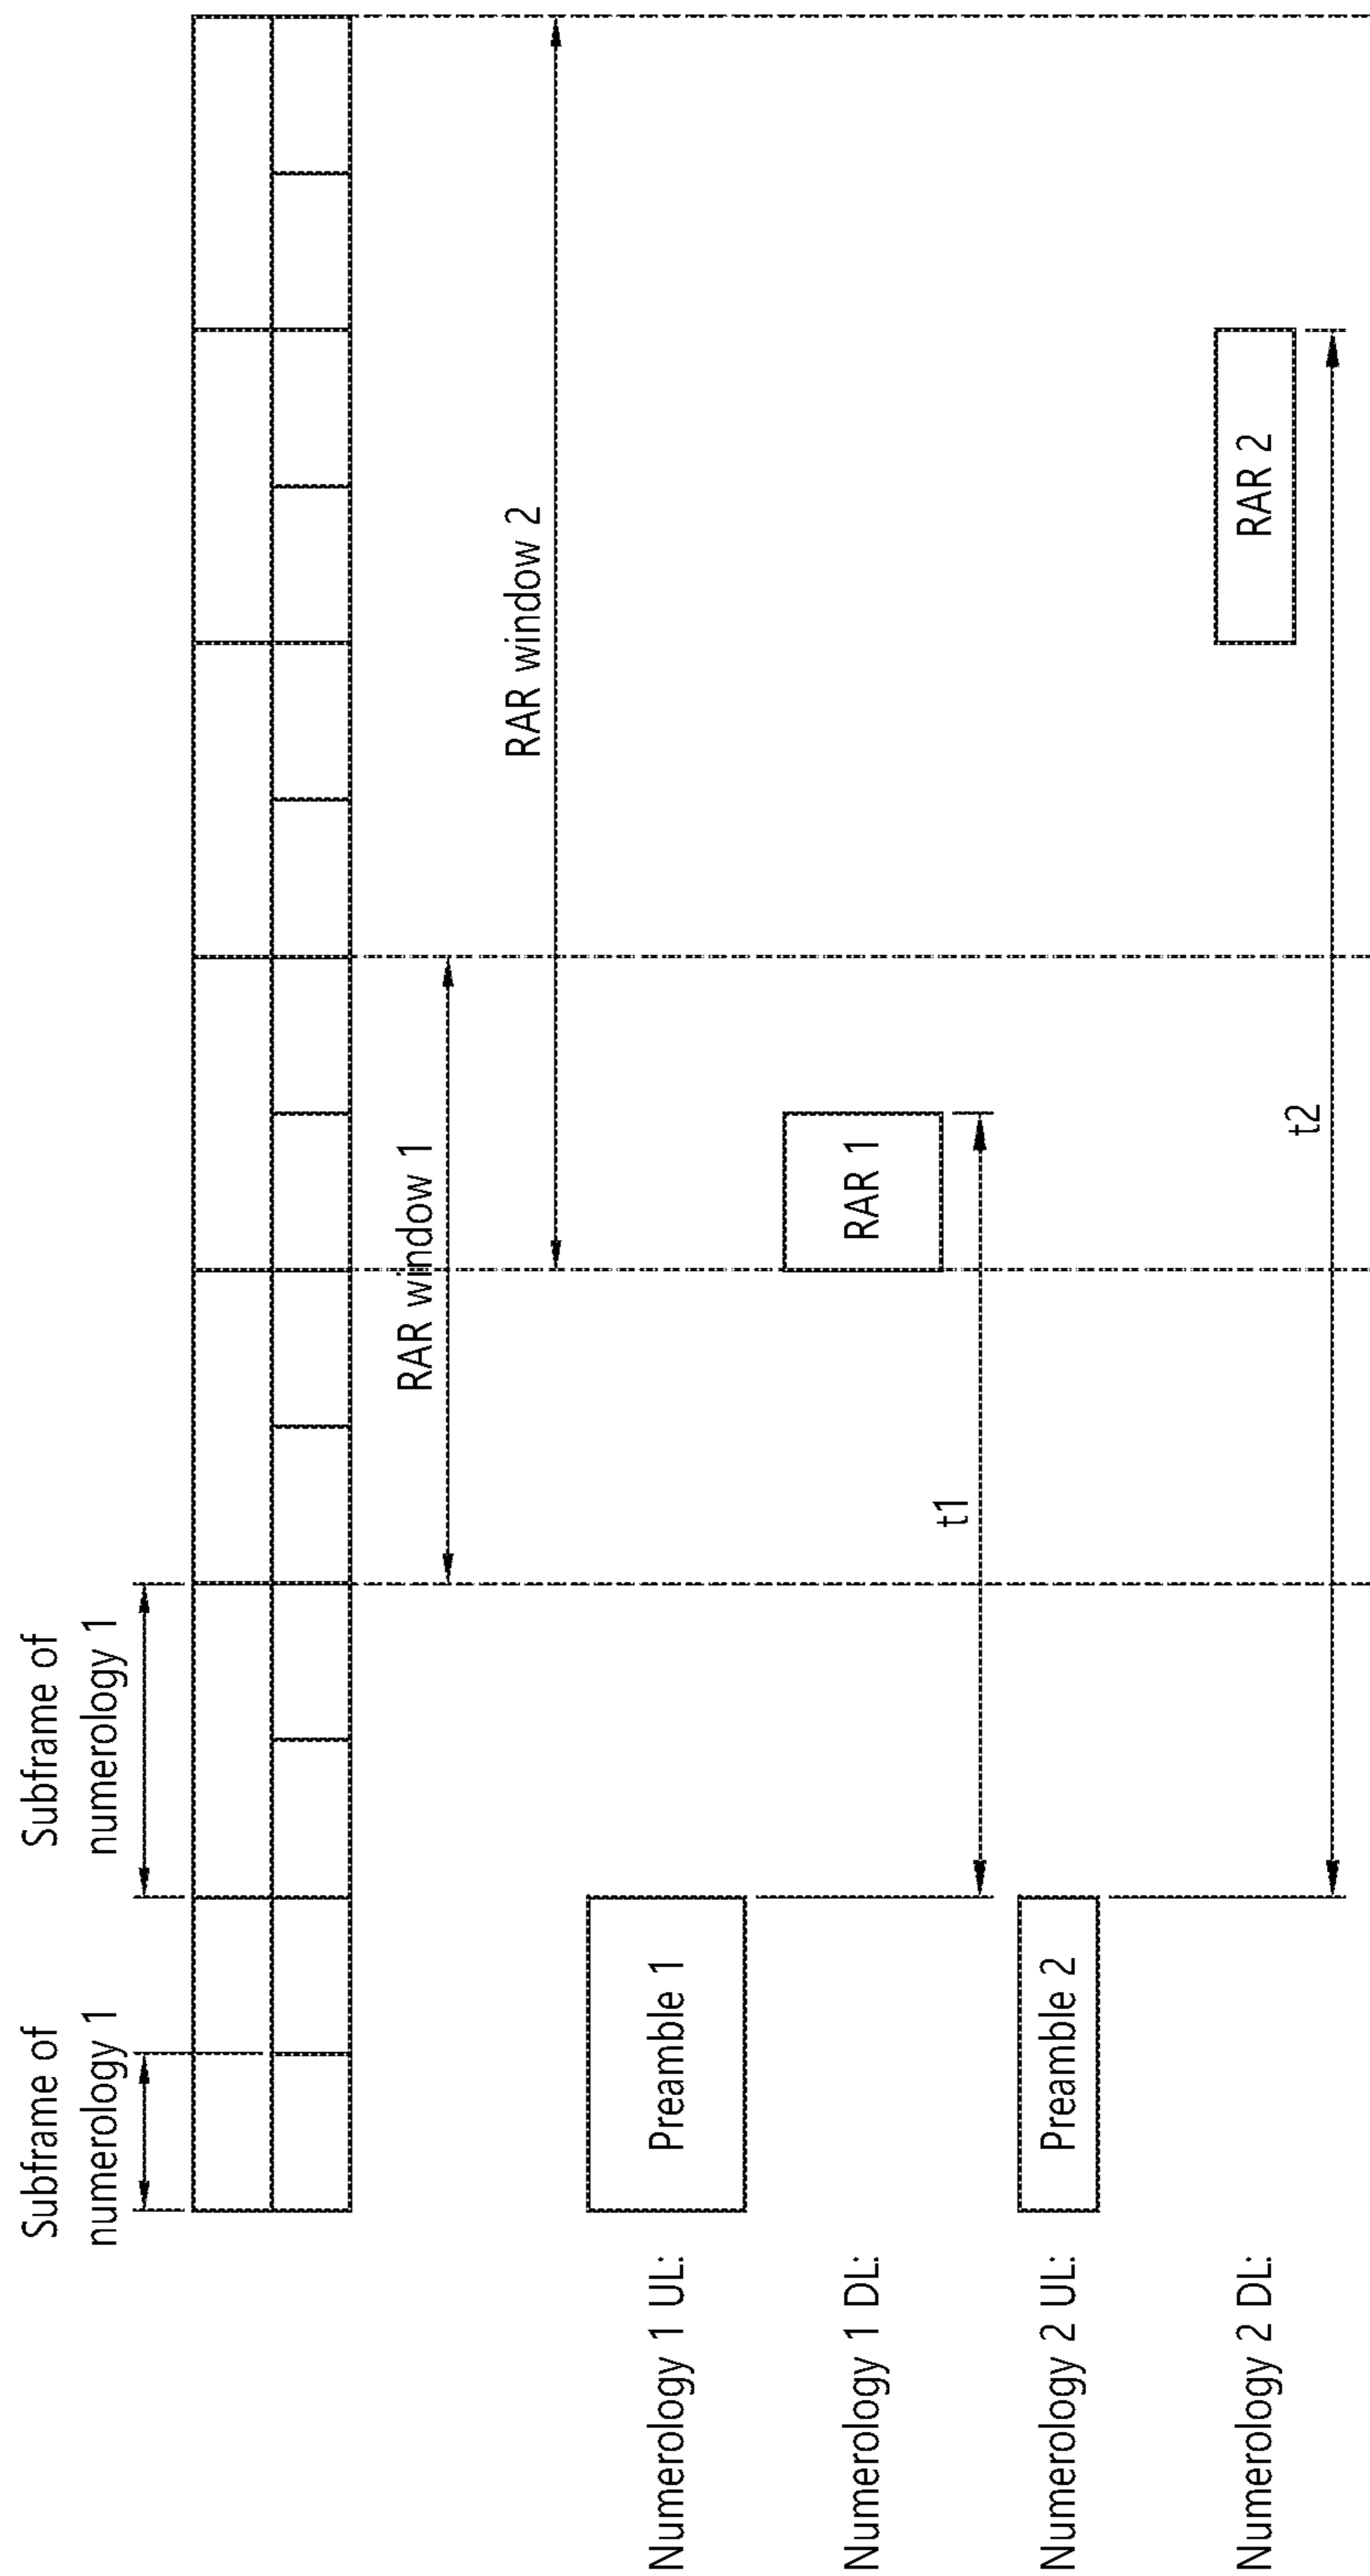 Subframe of
numerology 1
Subframe of
numerology 1
RAR window 1
RAR window 2
Numerology 1 UL:
Preamble 1
Numerology 1 DL:
RAR 1
t1
Numerology 2 UL:
Preamble 2
Numerology 2 DL:
RAR 2
t2